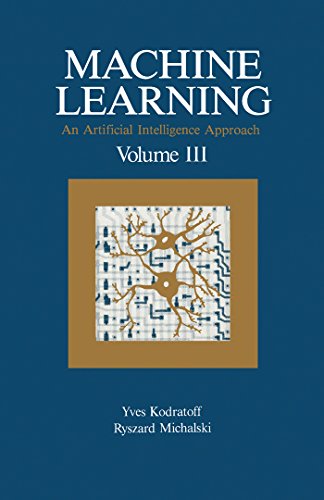 MACHINE
LEARNING
An Artificial Intelligence Approach
Volume III
Yves Kodratoff
Ryszard Michalski